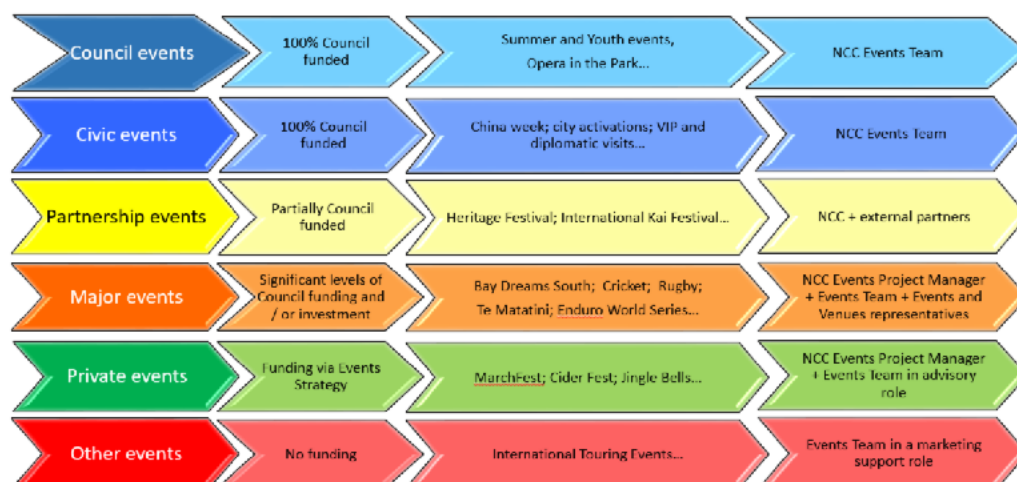 Council events
100% Council
funded
Summer and Youth events,
Opera in the Park...
NCC Events Team
Civic events
100% Council
funded
China week; city activations; VIP and
diplomatic visits...
NCC Events Team
Partnership events
Partially Council
funded
Heritage Festival; International Kai Festival...
NCC + external partners
Major events
Significant levels of
Council funding and
/ or investment
Bay Dreams South; Cricket; Rugby;
Te Matatini; Enduro World Series...
NCC Events Project Manager
+ Events Team + Events and
Venues representatives
Private events
Funding via Events
Strategy
MarchFest; Cider Fest; Jingle Bells...
NCC Events Project Manager
+ Events Team in advisory
role
Other events
No funding
International Touring Events...
Events Team in a marketing
support role